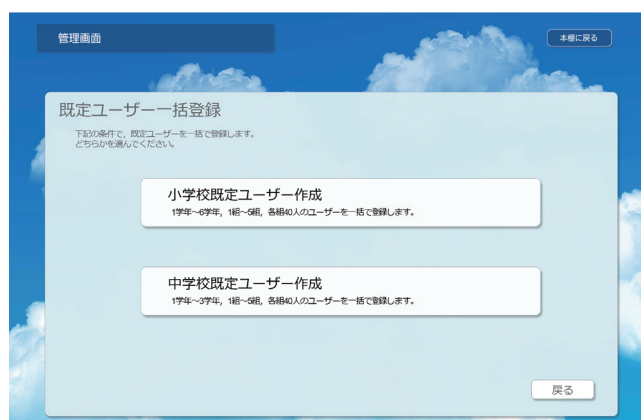 管理画面
本棚に戻る
既定ユーザー一括登録
下記の条件で，既定ユーザーを一括で登録します。
どちらかを選んでください。
小学校既定ユーザー作成
1学年～6学年，1組～5組，各組40人のユーザーを一括で登録します。
中学校既定ユーザー作成
1学年～3学年，1組～5組，各組40人のユーザーを一括で登録します。
戻る